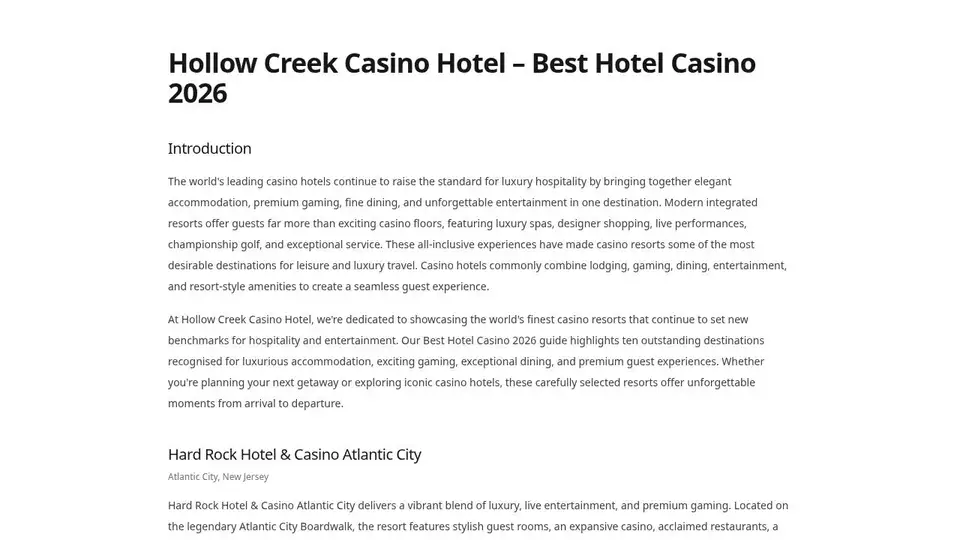 Hollow Creek Casino Hotel – Best Hotel Casino
2026
Introduction
The world's leading casino hotels continue to raise the standard for luxury hospitality by bringing together elegant
accommodation, premium gaming, fine dining, and unforgettable entertainment in one destination. Modern integrated
resorts offer guests far more than exciting casino floors, featuring luxury spas, designer shopping, live performances,
championship golf, and exceptional service. These all-inclusive experiences have made casino resorts some of the most
desirable destinations for leisure and luxury travel. Casino hotels commonly combine lodging, gaming, dining, entertainment,
and resort-style amenities to create a seamless guest experience.
At Hollow Creek Casino Hotel, we're dedicated to showcasing the world's finest casino resorts that continue to set new
benchmarks for hospitality and entertainment. Our Best Hotel Casino 2026 guide highlights ten outstanding destinations
recognised for luxurious accommodation, exciting gaming, exceptional dining, and premium guest experiences. Whether
you're planning your next getaway or exploring iconic casino hotels, these carefully selected resorts offer unforgettable
moments from arrival to departure.
Hard Rock Hotel & Casino Atlantic City
Atlantic City, New Jersey
Hard Rock Hotel & Casino Atlantic City delivers a vibrant blend of luxury, live entertainment, and premium gaming. Located on
the legendary Atlantic City Boardwalk, the resort features stylish guest rooms, an expansive casino, acclaimed restaurants, a